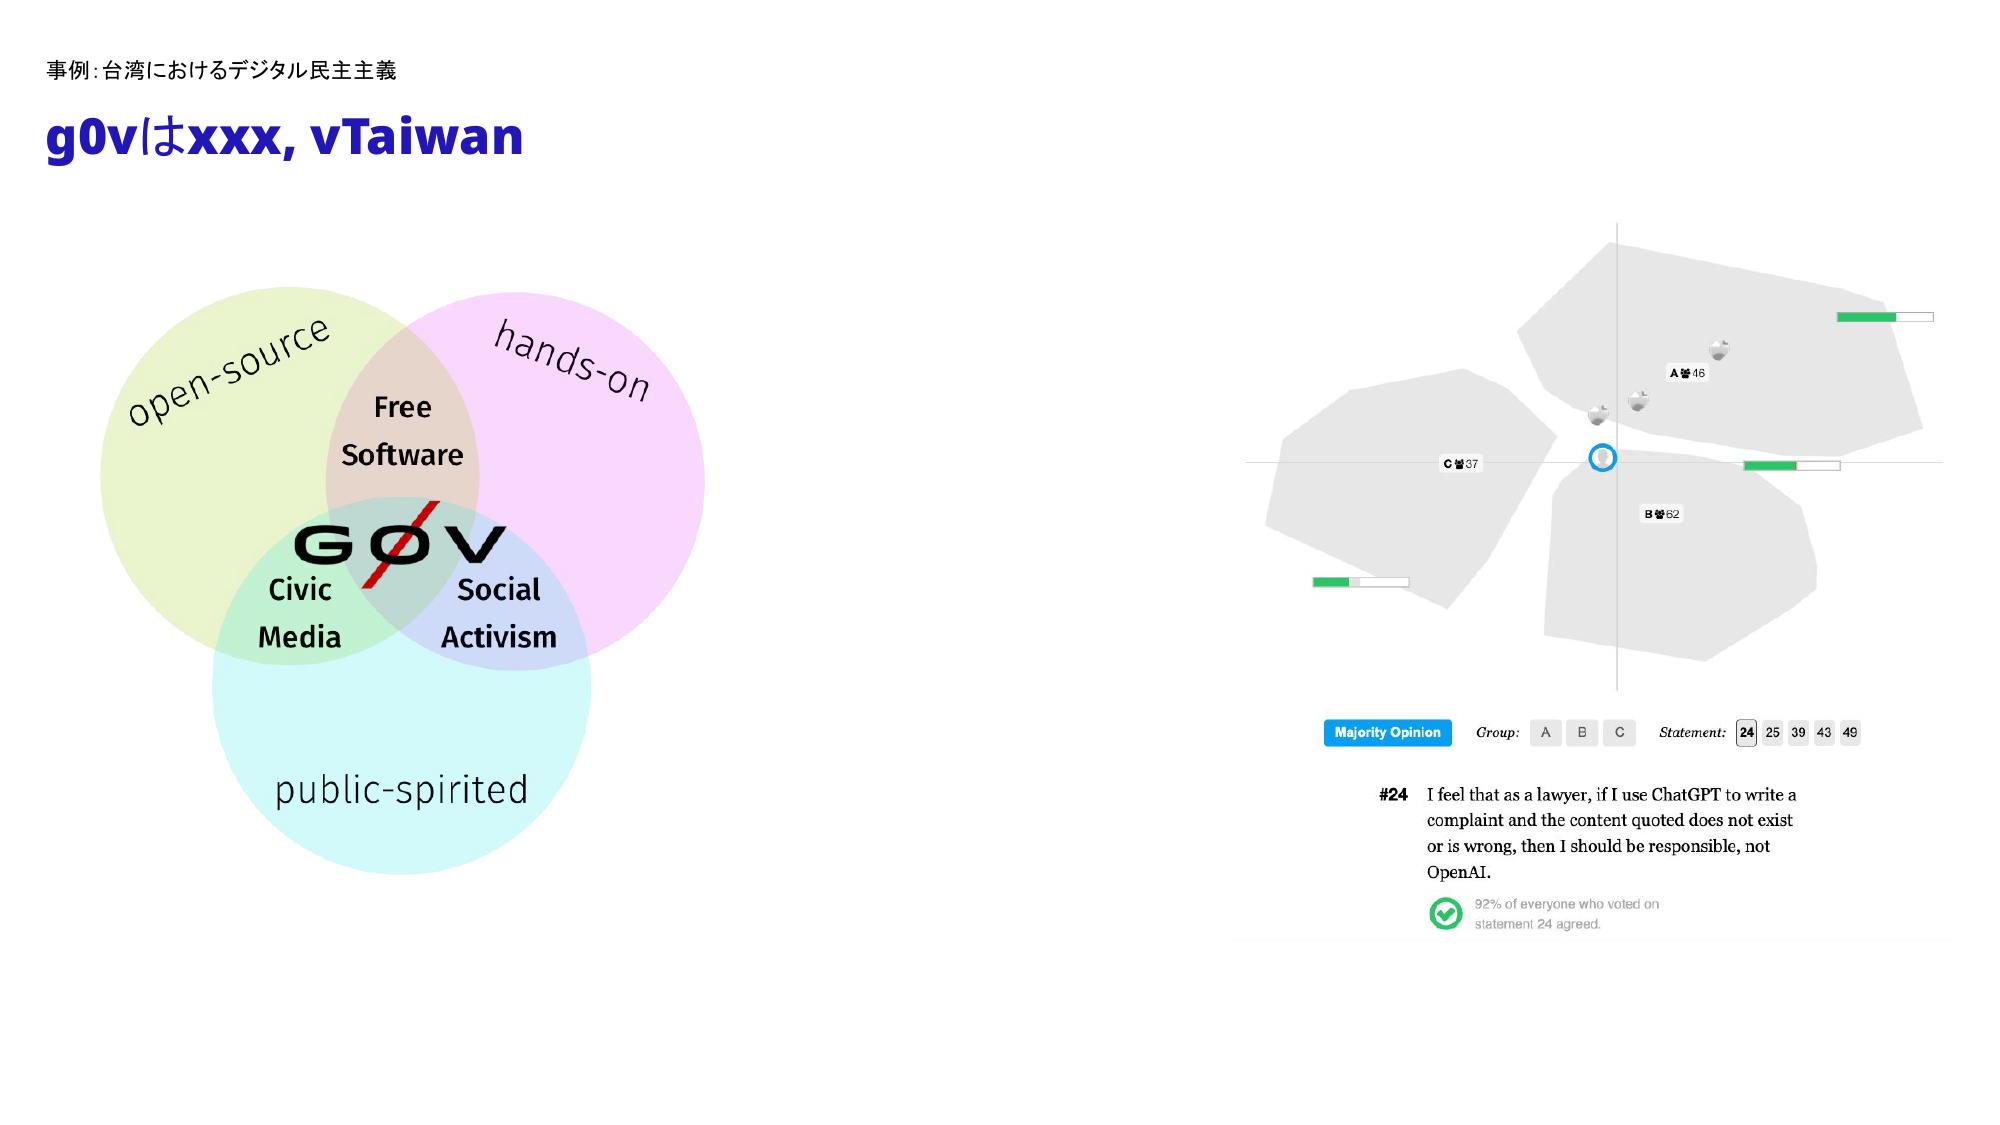 事例：台湾におけるデジタル民主主義
g0vはxxx, vTaiwan
open-source
hands-on
Free
Software
G0V
Civic
Media
Social
Activism
public-spirited
A 46
C 37
B 62
Majority Opinion Group: A B C Statement: 24 25 39 43 49
#24 I feel that as a lawyer, if I use ChatGPT to write a
complaint and the content quoted does not exist
or is wrong, then I should be responsible, not
OpenAI.
92% of everyone who voted on
statement 24 agreed.